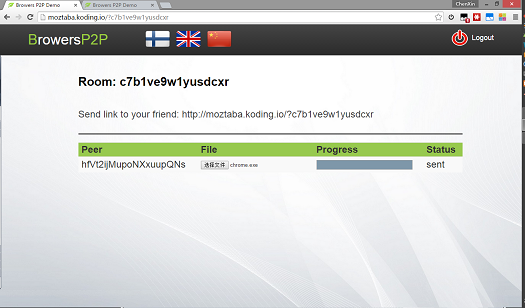 Browers P2P Demo
Browers P2P Demo
ChenXin
moztaba.koding.io/?c7b1ve9w1yusdcxr
BrowersP2P
Logout
Room: c7b1ve9w1yusdcxr
Send link to your friend: http://moztaba.koding.io/?c7b1ve9w1yusdcxr
Peer File Progress Status
hfVt2ijMupoNXxuupQNs 选择文件 chrome.exe sent